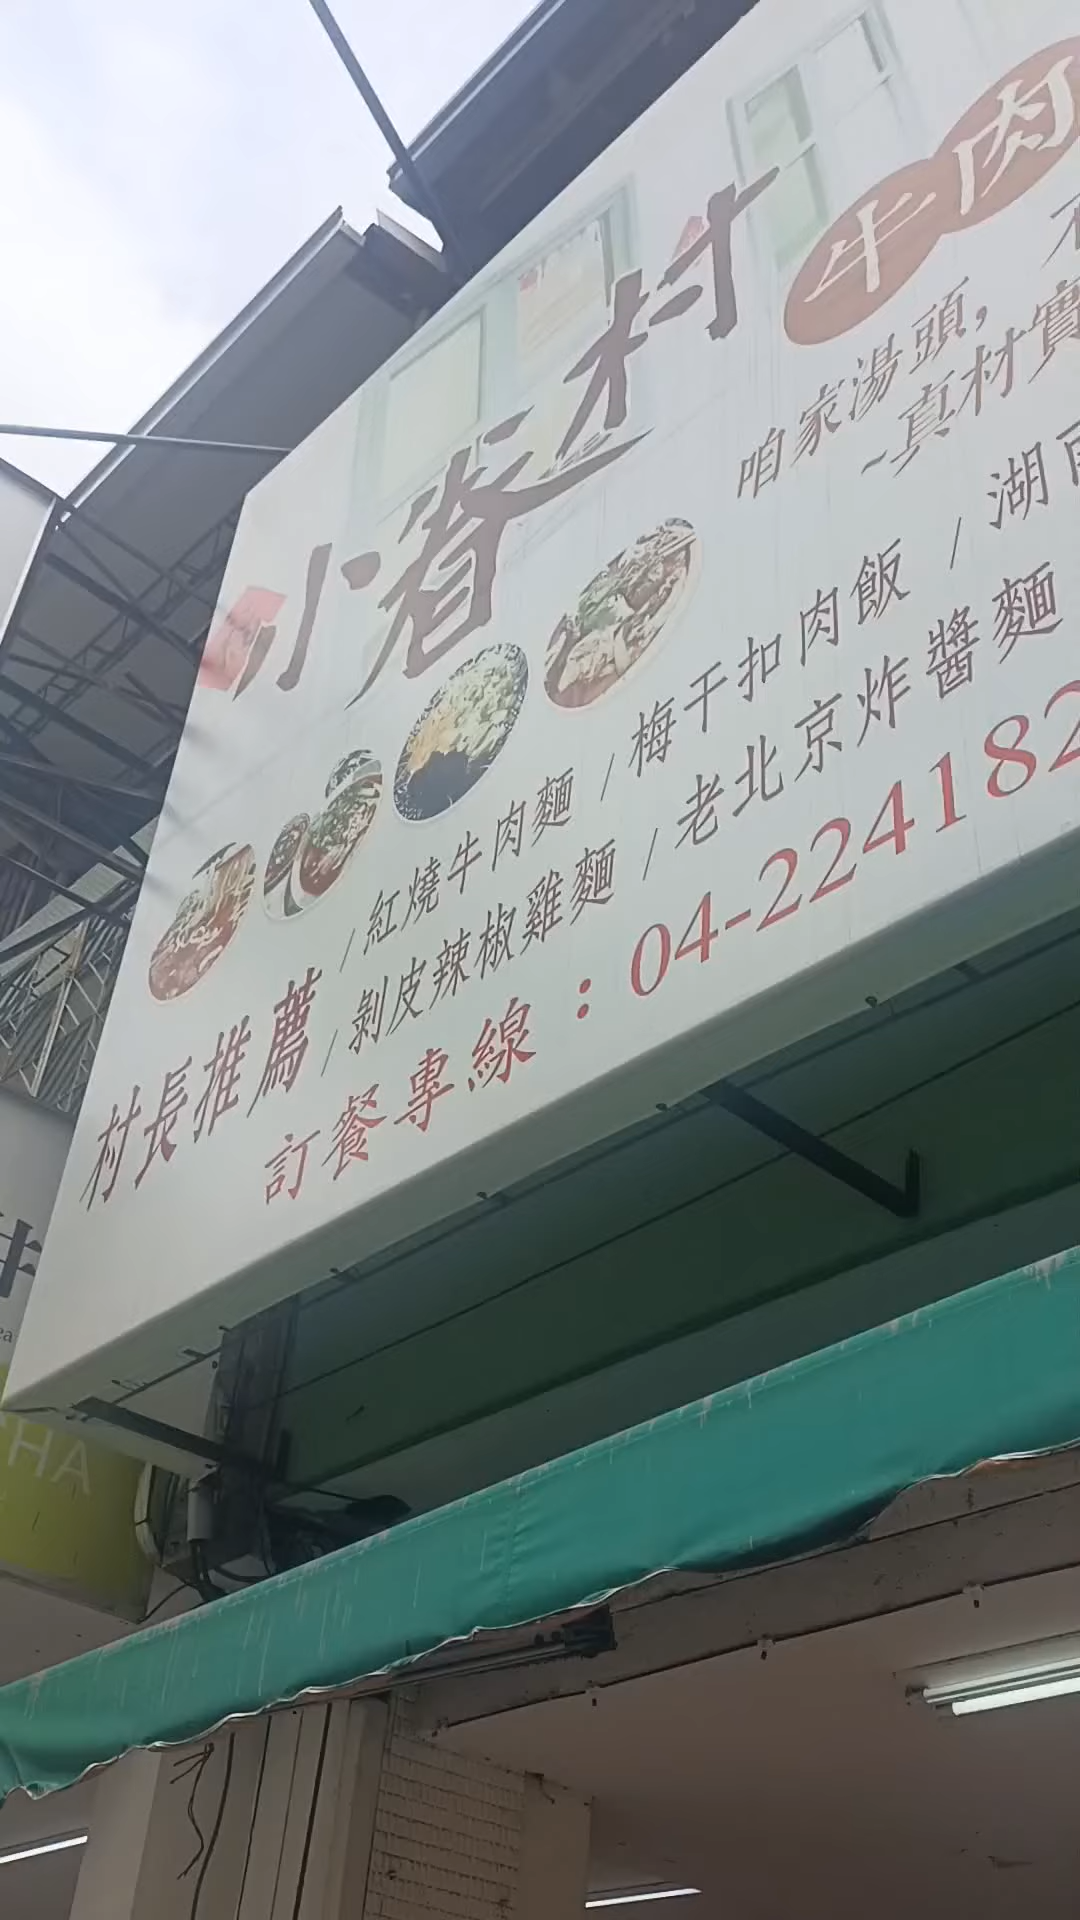 小眷村 牛肉
咱家湯頭,
~真材實
村長推薦 /紅燒牛肉麵 /梅干扣肉飯 /湖
/剝皮辣椒雞麵 /老北京炸醬麵
訂餐專線:04-224182
CHA